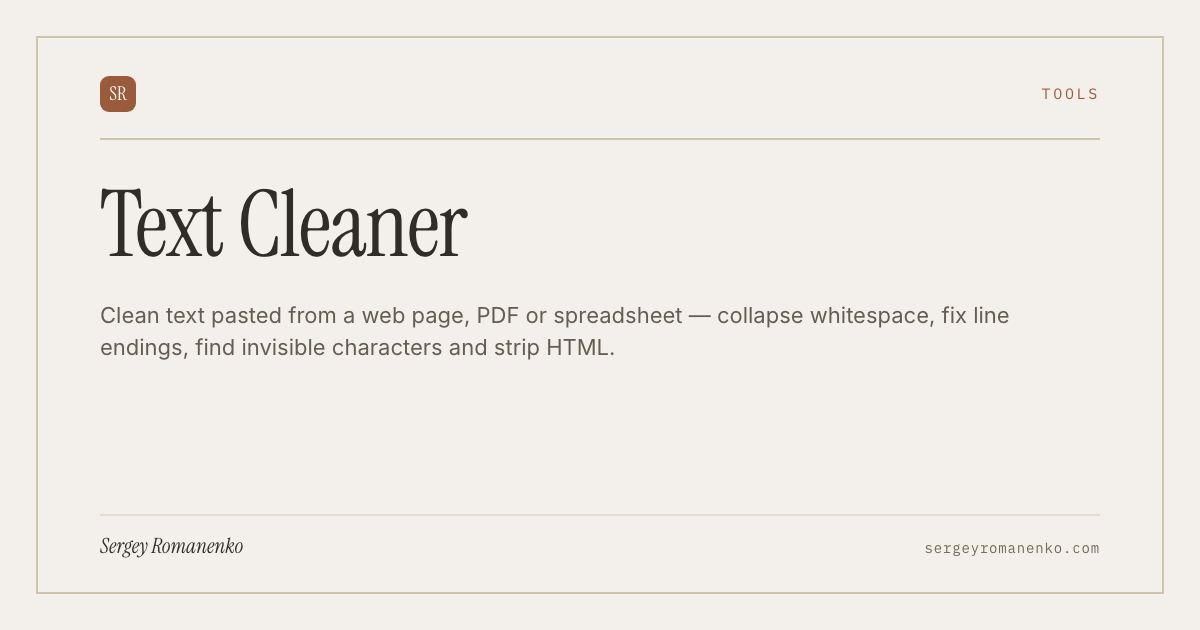 SR
TOOLS
Text Cleaner
Clean text pasted from a web page, PDF or spreadsheet — collapse whitespace, fix line
endings, find invisible characters and strip HTML.
Sergey Romanenko
sergeyromanenko.com